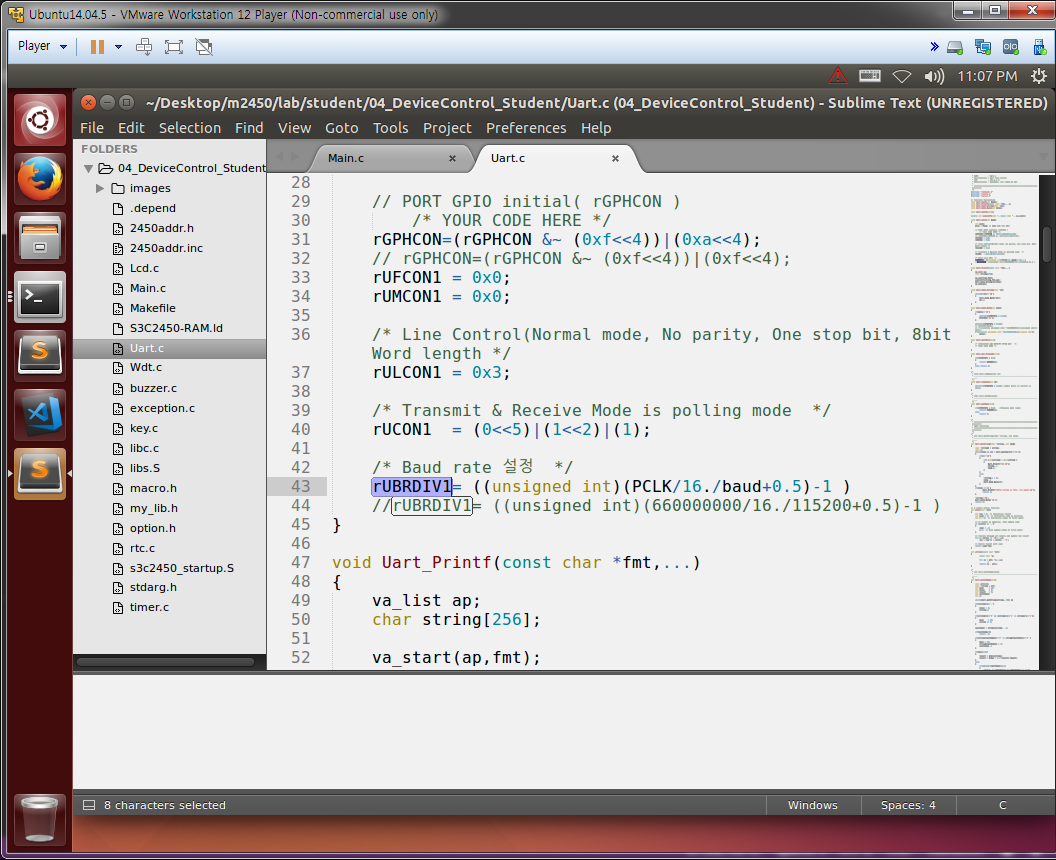 Ubuntu14.04.5 - VMware Workstation 12 Player (Non-commercial use only)
Player
11:07 PM
~/Desktop/m2450/lab/student/04_DeviceControl_Student/Uart.c (04_DeviceControl_Student) - Sublime Text (UNREGISTERED)
File Edit Selection Find View Goto Tools Project Preferences Help
FOLDERS
04_DeviceControl_Student
images
.depend
2450addr.h
2450addr.inc
Lcd.c
Main.c
Makefile
S3C2450-RAM.ld
Uart.c
Wdt.c
buzzer.c
exception.c
key.c
libc.c
libs.S
macro.h
my_lib.h
option.h
rtc.c
s3c2450_startup.S
stdarg.h
timer.c
Main.c × Uart.c ×
28
29 // PORT GPIO initial( rGPHCON )
30 /* YOUR CODE HERE */
31 rGPHCON=(rGPHCON &~ (0xf<<4))|(0xa<<4);
32 // rGPHCON=(rGPHCON &~ (0xf<<4))|(0xf<<4);
33 rUFCON1 = 0x0;
34 rUMCON1 = 0x0;
35
36 /* Line Control(Normal mode, No parity, One stop bit, 8bit
Word length */
37 rULCON1 = 0x3;
38
39 /* Transmit & Receive Mode is polling mode  */
40 rUCON1  = (0<<5)|(1<<2)|(1);
41
42 /* Baud rate 설정  */
43 rUBRDIV1= ((unsigned int)(PCLK/16./baud+0.5)-1 )
44 //rUBRDIV1= ((unsigned int)(660000000/16./115200+0.5)-1 )
45 }
46
47 void Uart_Printf(const char *fmt,...)
48 {
49 va_list ap;
50 char string[256];
51
52 va_start(ap,fmt);
8 characters selected
Windows
Spaces: 4
C